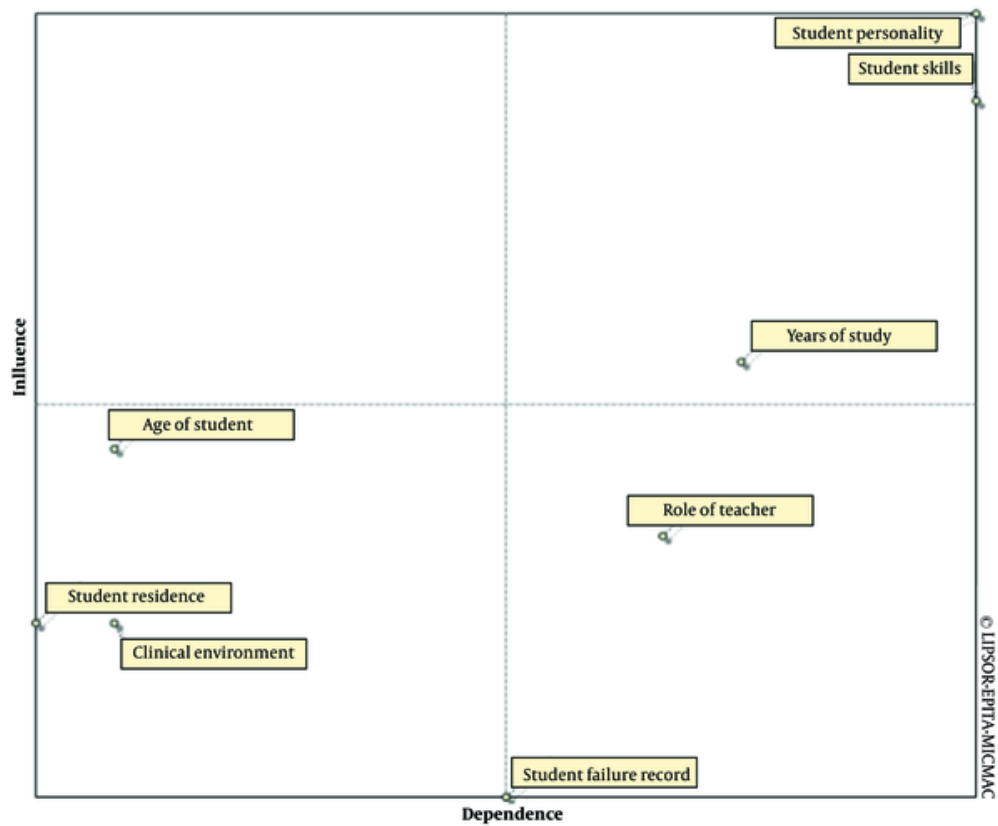 Student personality
Student skills
Years of study
Influence
Age of student
Role of teacher
Student residence
Clinical environment
© LIPSOR-EPITA-MICMAC
Student failure record
Dependence